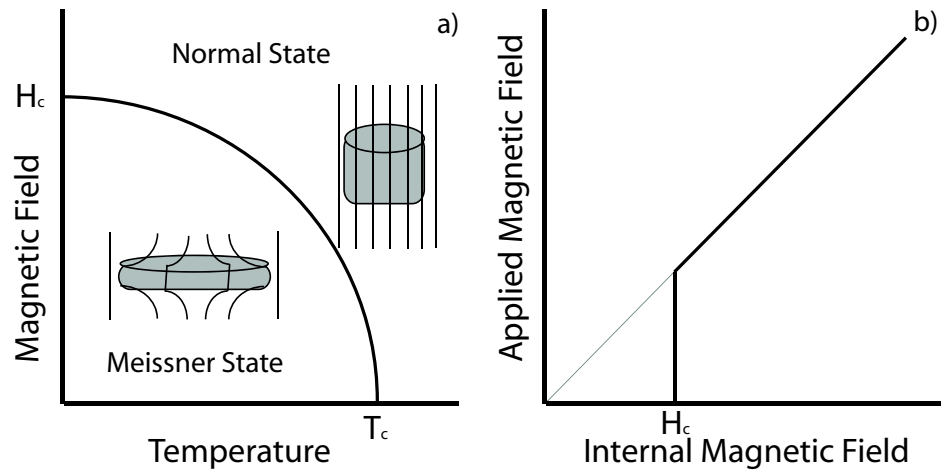 a)
Normal State
Hc
Magnetic Field
Meissner State
Tc
Temperature
b)
Applied Magnetic Field
Hc
Internal Magnetic Field